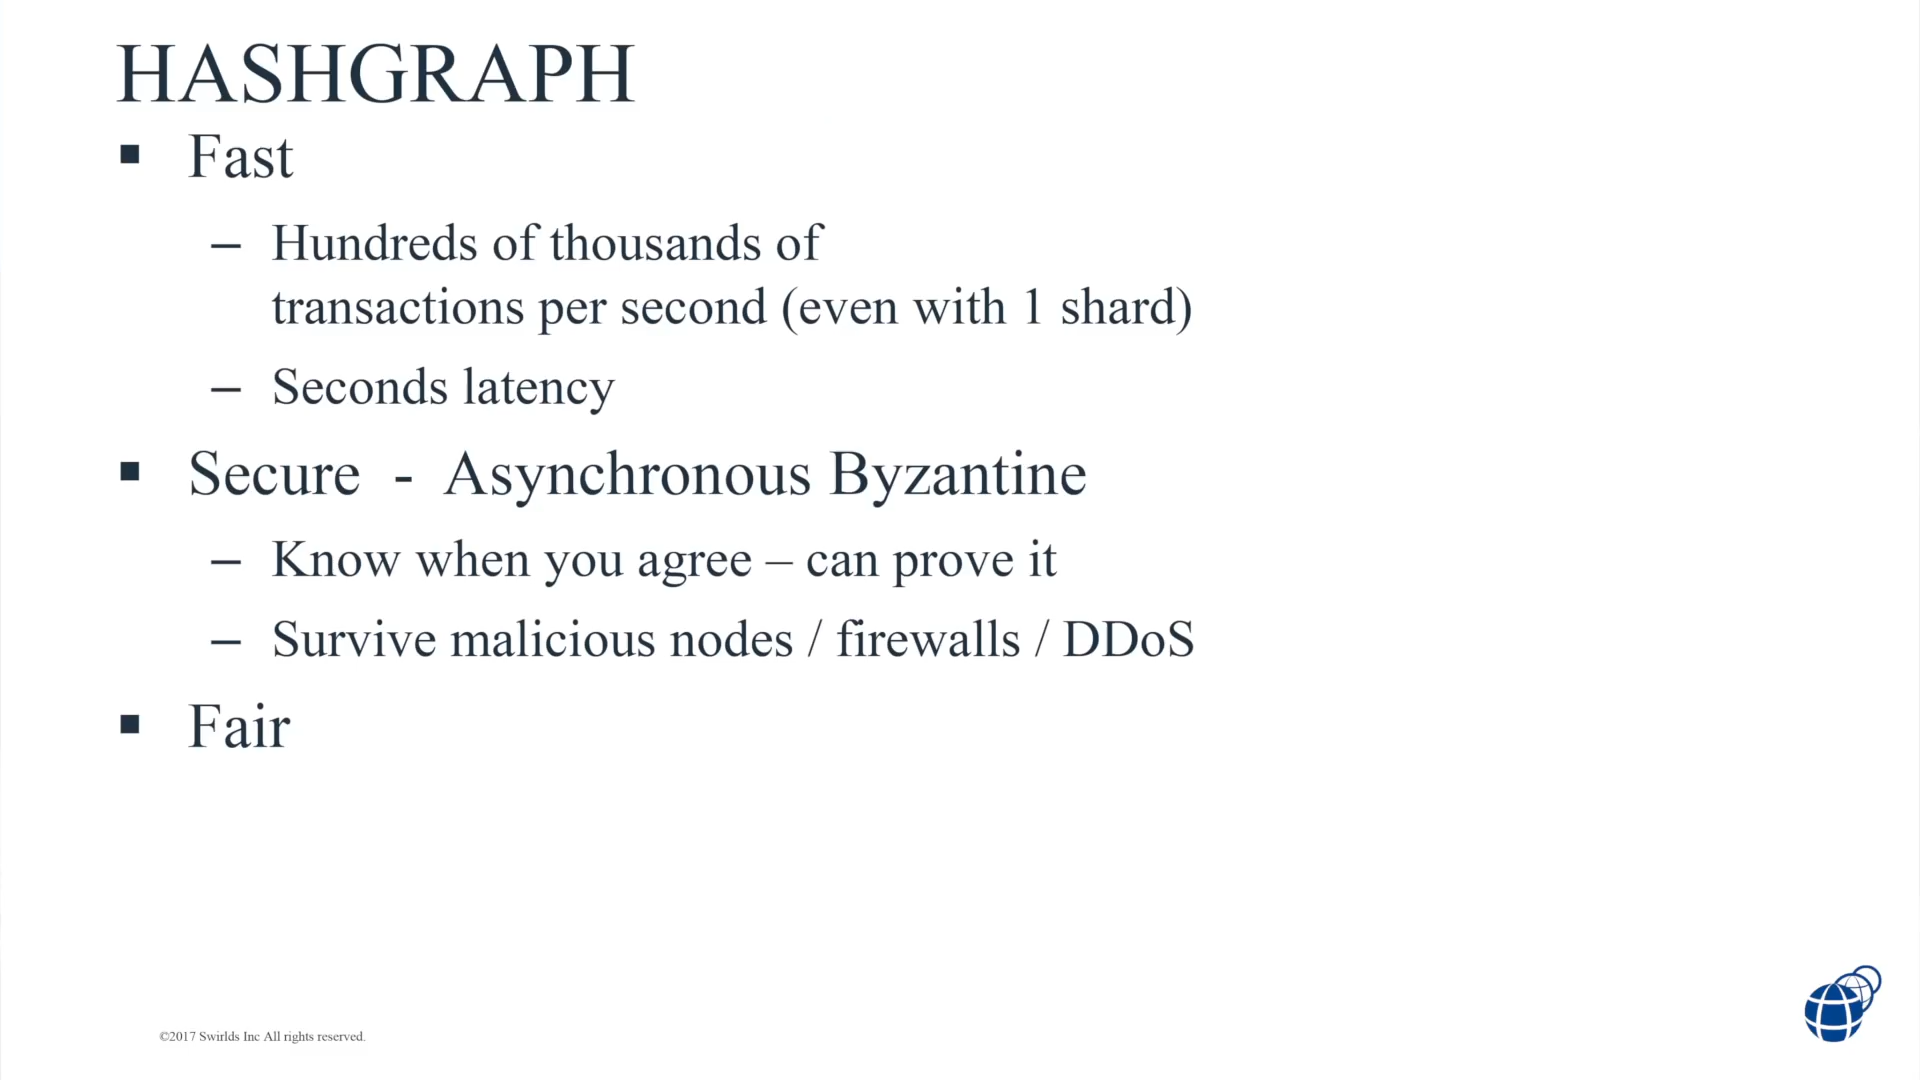 HASHGRAPH
▪ Fast
– Hundreds of thousands of
transactions per second (even with 1 shard)
– Seconds latency
▪ Secure - Asynchronous Byzantine
– Know when you agree – can prove it
– Survive malicious nodes / firewalls / DDoS
▪ Fair
©2017 Swirlds Inc All rights reserved.